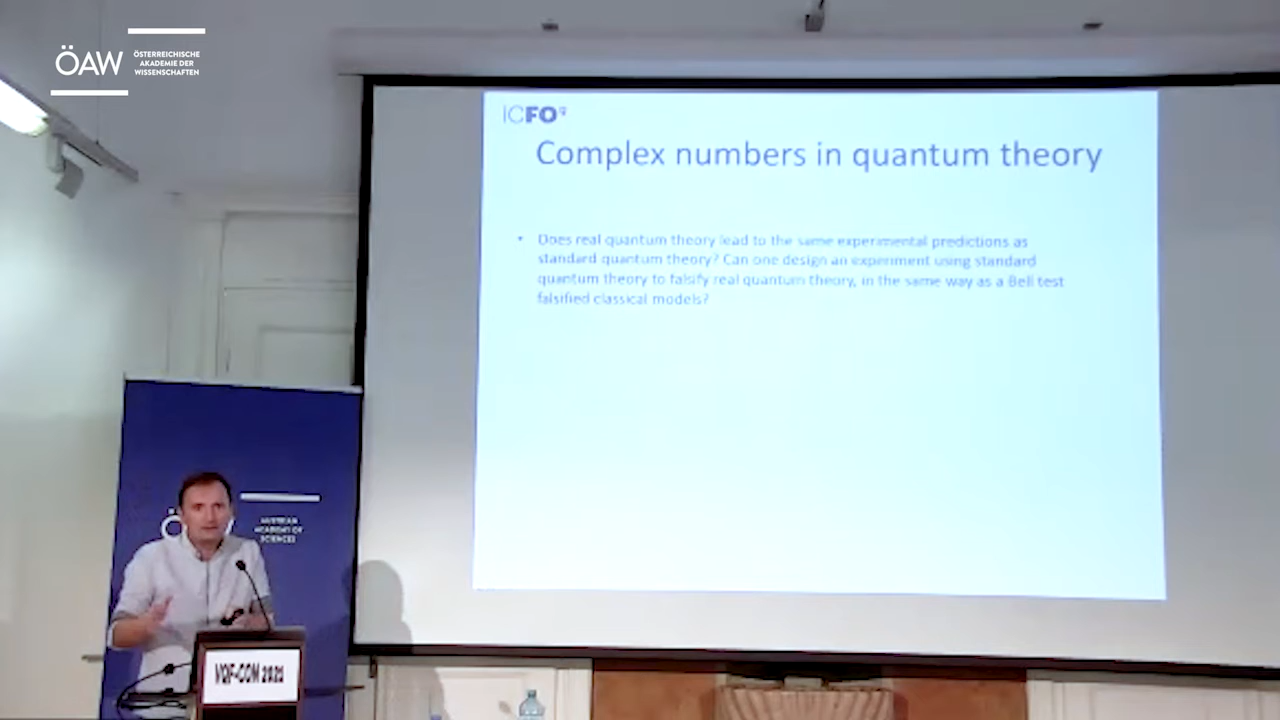 ÖAW
ÖSTERREICHISCHE
AKADEMIE DER
WISSENSCHAFTEN
ICFO
Complex numbers in quantum theory
• Does real quantum theory lead to the same experimental predictions as
standard quantum theory? Can one design an experiment using standard
quantum theory to falsify real quantum theory, in the same way as a Bell test
falsified classical models?
AUSTRIAN
ACADEMY OF
SCIENCES
VQF-COM 2021